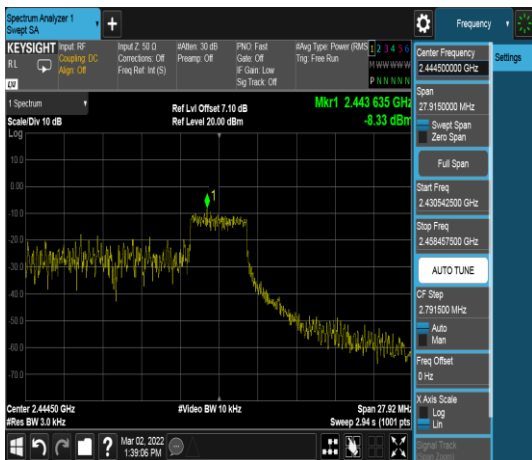 Spectrum Analyzer 1
Swept SA
+
Frequency
KEYSIGHT
RL
LXI
Input: RF
Coupling: DC
Align: Off
Input Z: 50 Ω
Corrections: Off
Freq Ref: Int (S)
#Atten: 30 dB
Preamp: Off
PNO: Fast
Gate: Off
IF Gain: Low
Sig Track: Off
#Avg Type: Power (RMS
Trig: Free Run
1 2 3 4 5 6
M W W W W W
P N N N N N
Center Frequency
2.444500000 GHz
Settings
Span
27.9150000 MHz
Swept Span
Zero Span
Full Span
Start Freq
2.430542500 GHz
Stop Freq
2.458457500 GHz
AUTO TUNE
CF Step
2.791500 MHz
Auto
Man
Freq Offset
0 Hz
X Axis Scale
Log
Lin
Signal Track
(Span Zoom)
1 Spectrum
Scale/Div 10 dB
Ref Lvl Offset 7.10 dB
Ref Level 20.00 dBm
Mkr1 2.443 635 GHz
-8.33 dBm
Log
10.0
0.00
-10.0
-20.0
-30.0
-40.0
-50.0
-60.0
-70.0
1
Center 2.44450 GHz
#Res BW 3.0 kHz
#Video BW 10 kHz
Span 27.92 MHz
Sweep 2.94 s (1001 pts)
?
Mar 02, 2022
1:39:06 PM